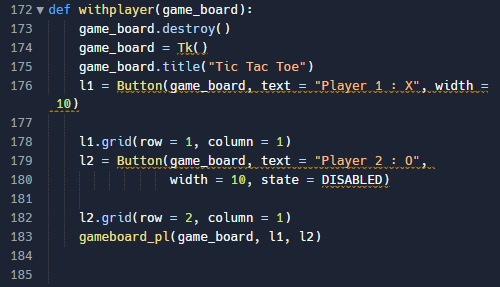 172 def withplayer(game_board):
173 game_board.destroy()
174 game_board = Tk()
175 game_board.title("Tic Tac Toe")
176 l1 = Button(game_board, text = "Player 1 : X", width =
10)
177
178 l1.grid(row = 1, column = 1)
179 l2 = Button(game_board, text = "Player 2 : O",
180 width = 10, state = DISABLED)
181
182 l2.grid(row = 2, column = 1)
183 gameboard_pl(game_board, l1, l2)
184
185